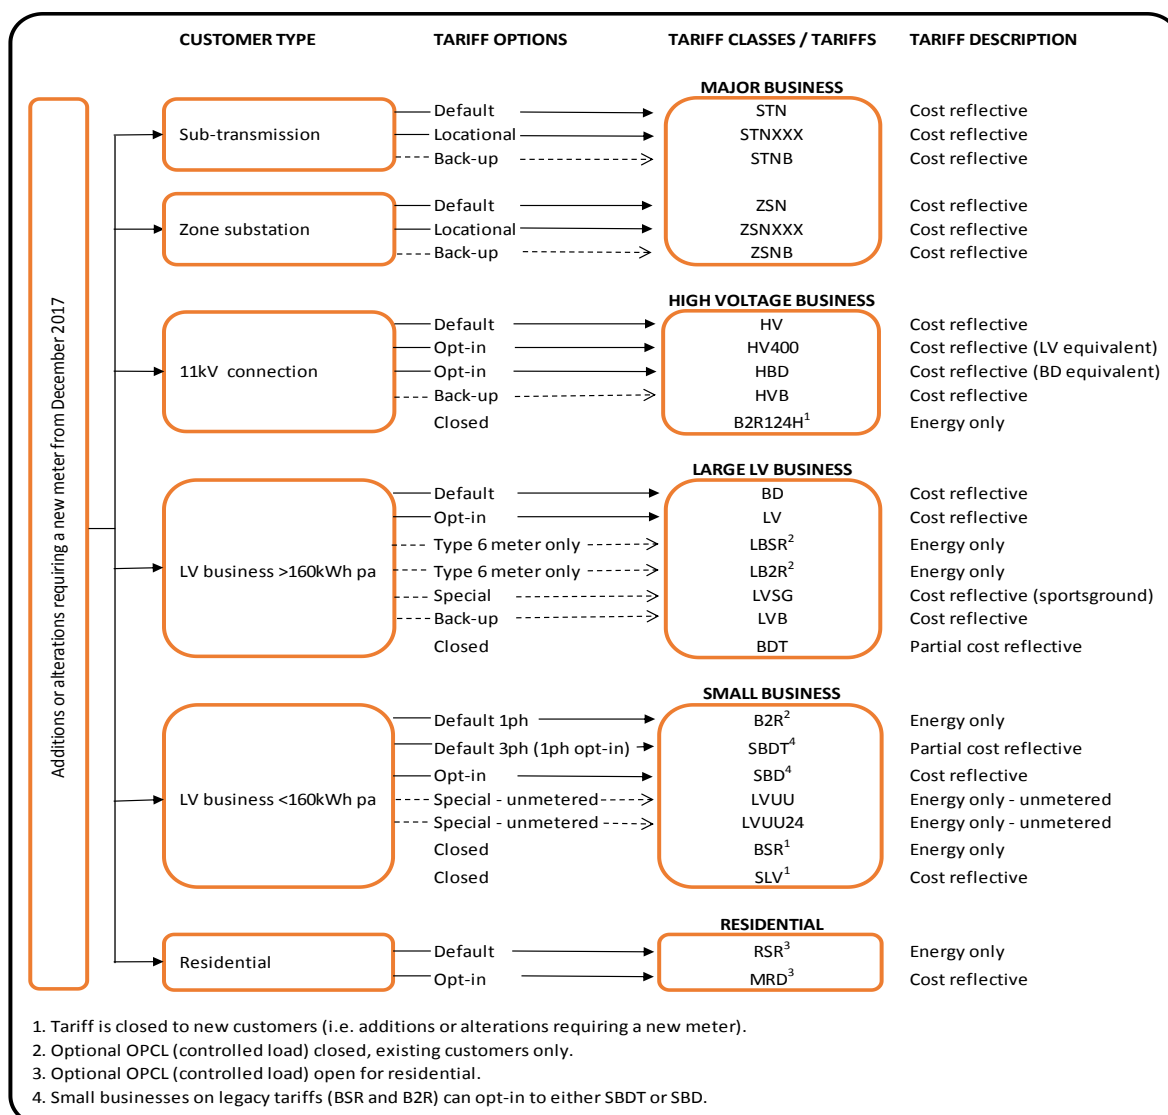 CUSTOMER TYPE TARIFF OPTIONS TARIFF CLASSES / TARIFFS TARIFF DESCRIPTION
Additions or alterations requiring a new meter from December 2017
MAJOR BUSINESS
Sub-transmission
Default STN Cost reflective
Locational STNXXX Cost reflective
Back-up STNB Cost reflective
Zone substation
Default ZSN Cost reflective
Locational ZSNXXX Cost reflective
Back-up ZSNB Cost reflective
HIGH VOLTAGE BUSINESS
11kV connection
Default HV Cost reflective
Opt-in HV400 Cost reflective (LV equivalent)
Opt-in HBD Cost reflective (BD equivalent)
Back-up HVB Cost reflective
Closed B2R124H¹ Energy only
LARGE LV BUSINESS
LV business >160kWh pa
Default BD Cost reflective
Opt-in LV Cost reflective
Type 6 meter only LBSR² Energy only
Type 6 meter only LB2R² Energy only
Special LVSG Cost reflective (sportsground)
Back-up LVB Cost reflective
Closed BDT Partial cost reflective
SMALL BUSINESS
LV business <160kWh pa
Default 1ph B2R² Energy only
Default 3ph (1ph opt-in) SBDT⁴ Partial cost reflective
Opt-in SBD⁴ Cost reflective
Special - unmetered LVUU Energy only - unmetered
Special - unmetered LVUU24 Energy only - unmetered
Closed BSR¹ Energy only
Closed SLV¹ Cost reflective
RESIDENTIAL
Residential
Default RSR³ Energy only
Opt-in MRD³ Cost reflective
1. Tariff is closed to new customers (i.e. additions or alterations requiring a new meter).
2. Optional OPCL (controlled load) closed, existing customers only.
3. Optional OPCL (controlled load) open for residential.
4. Small businesses on legacy tariffs (BSR and B2R) can opt-in to either SBDT or SBD.